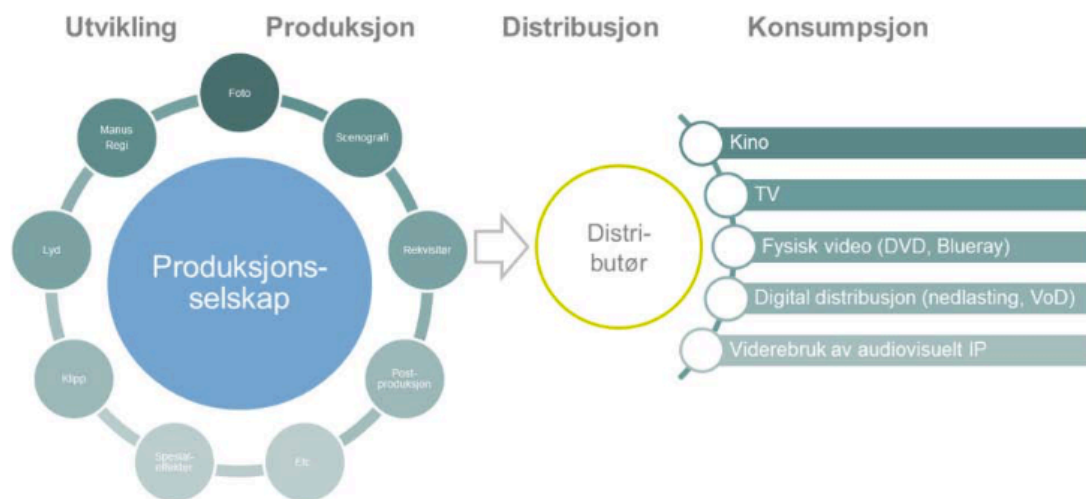 Utvikling
Produksjon
Distribusjon
Konsumpsjon
Foto
Manus
Regi
Scenografi
Lyd
Rekvisitør
Produksjons-
selskap
Klipp
Post-
produksjon
Spesial-
effekter
Etc
Distri-
butør
Kino
TV
Fysisk video (DVD, Blueray)
Digital distribusjon (nedlasting, VoD)
Viderebruk av audiovisuelt IP